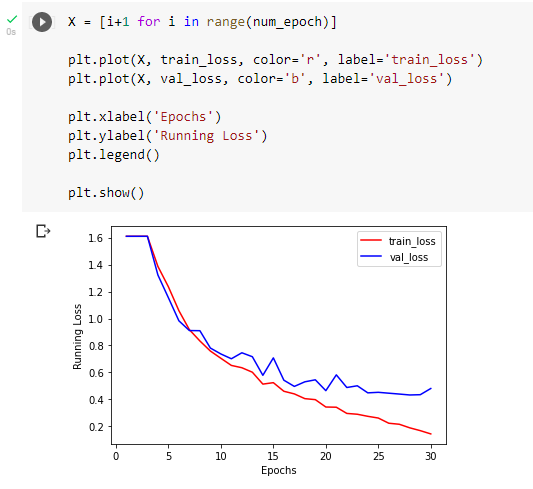 X = [i+1 for i in range(num_epoch)]
plt.plot(X, train_loss, color='r', label='train_loss')
plt.plot(X, val_loss, color='b', label='val_loss')
plt.xlabel('Epochs')
plt.ylabel('Running Loss')
plt.legend()
plt.show()
0s
train_loss
val_loss
1.6
1.4
1.2
1.0
0.8
0.6
0.4
0.2
Running Loss
0 5 10 15 20 25 30
Epochs